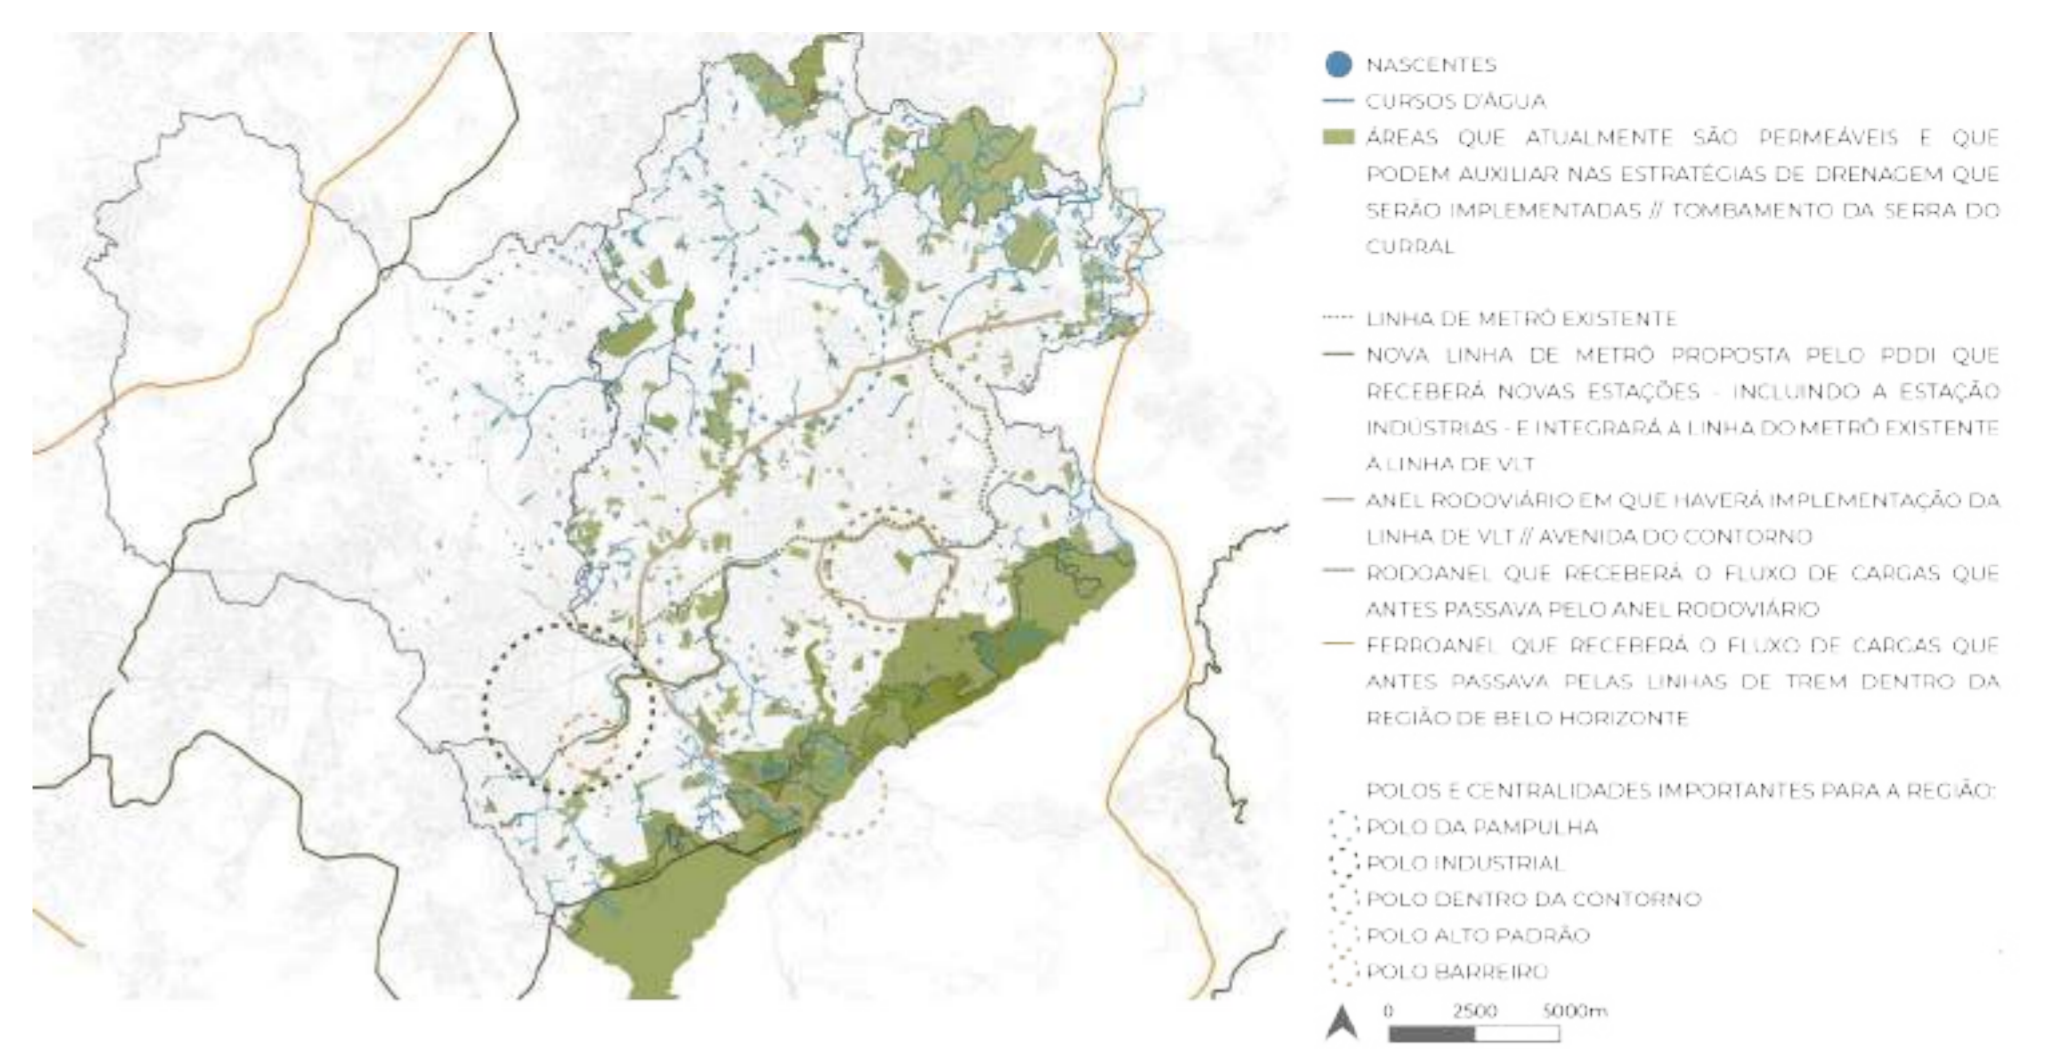 NASCENTES
CURSOS D'ÁGUA
ÁREAS QUE ATUALMENTE SÃO PERMEÁVEIS E QUE
PODEM AUXILIAR NAS ESTRATÉGIAS DE DRENAGEM QUE
SERÃO IMPLEMENTADAS // TOMBAMENTO DA SERRA DO
CURRAL
LINHA DE METRÔ EXISTENTE
NOVA LINHA DE METRÔ PROPOSTA PELO PDDI QUE
RECEBERÁ NOVAS ESTAÇÕES - INCLUINDO A ESTAÇÃO
INDÚSTRIAS - E INTEGRARÁ A LINHA DO METRÔ EXISTENTE
À LINHA DE VLT
ANEL RODOVIÁRIO EM QUE HAVERÁ IMPLEMENTAÇÃO DA
LINHA DE VLT // AVENIDA DO CONTORNO
RODOANEL QUE RECEBERÁ O FLUXO DE CARGAS QUE
ANTES PASSAVA PELO ANEL RODOVIÁRIO
FERROANEL QUE RECEBERÁ O FLUXO DE CARGAS QUE
ANTES PASSAVA PELAS LINHAS DE TREM DENTRO DA
REGIÃO DE BELO HORIZONTE
POLOS E CENTRALIDADES IMPORTANTES PARA A REGIÃO:
POLO DA PAMPULHA
POLO INDUSTRIAL
POLO DENTRO DA CONTORNO
POLO ALTO PADRÃO
POLO BARREIRO
0 2500 5000m